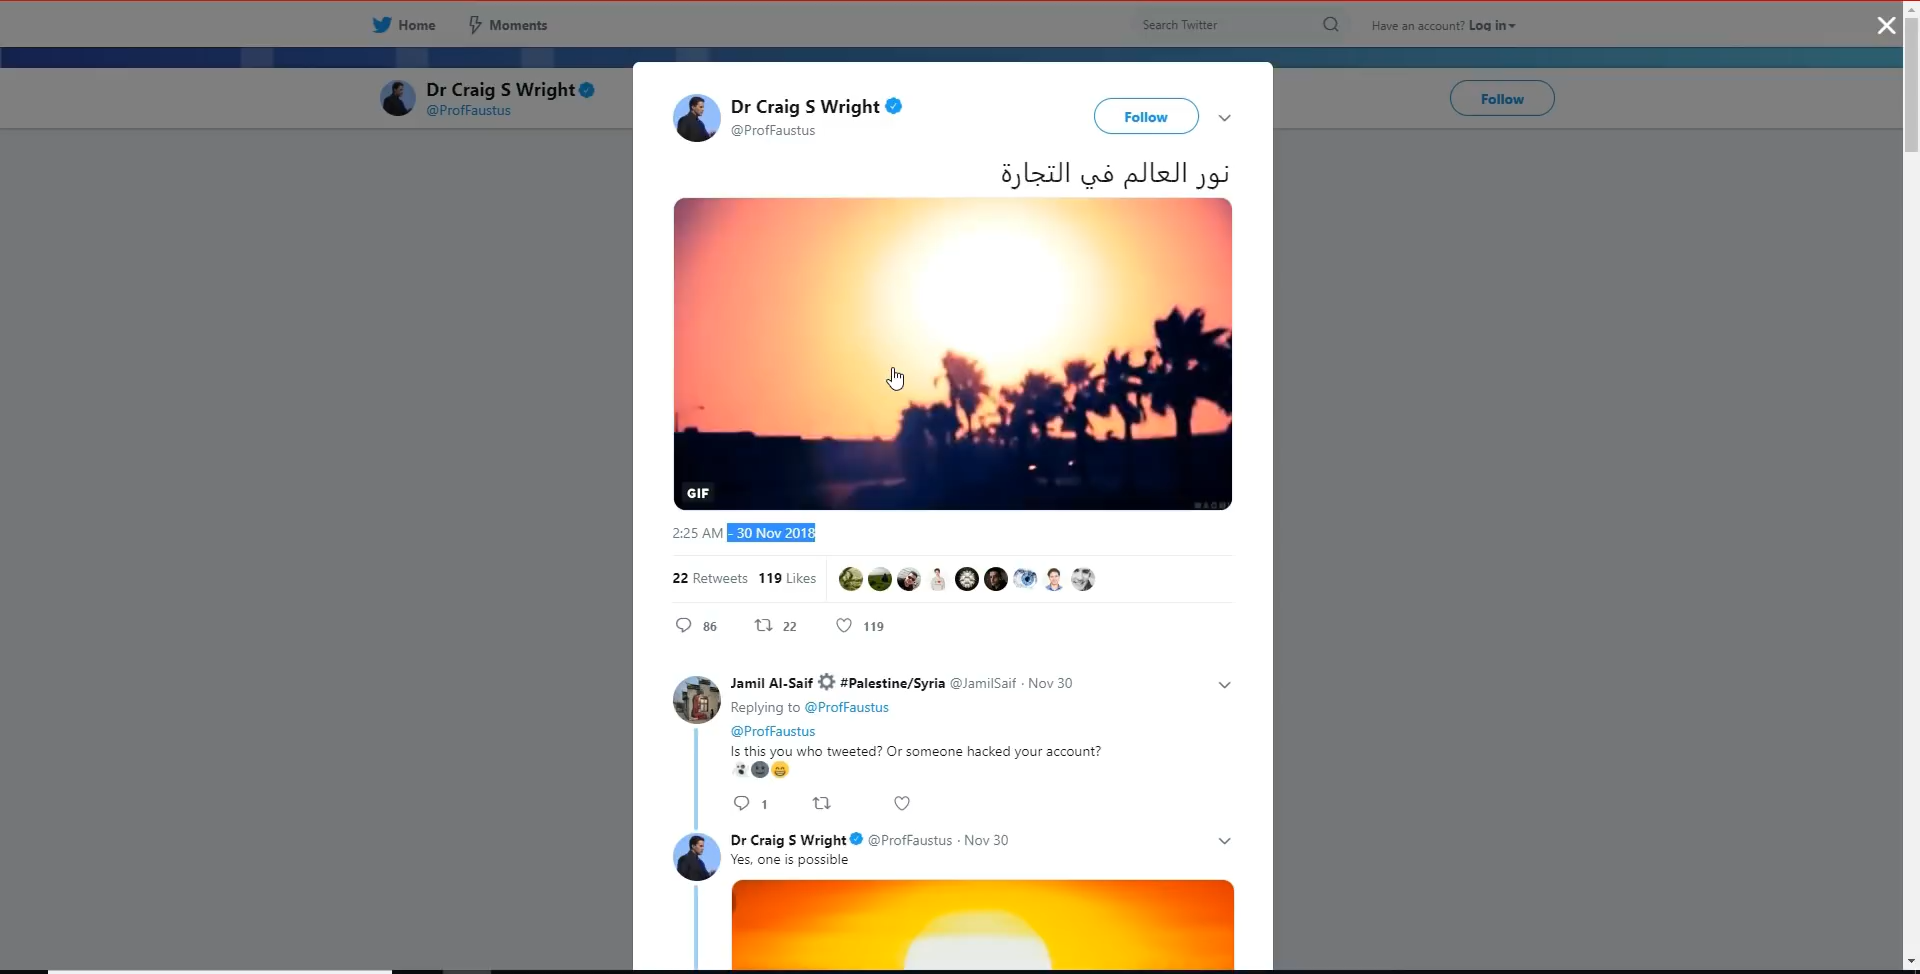 Home
Moments
Search Twitter
Have an account? Log in
Dr Craig S Wright
@ProfFaustus
Follow
Dr Craig S Wright
@ProfFaustus
Follow
نور العالم في التجارة
GIF
2:25 AM - 30 Nov 2018
22 Retweets 119 Likes
86 22 119
Jamil Al-Saif #Palestine/Syria @JamilSaif · Nov 30
Replying to @ProfFaustus
@ProfFaustus
Is this you who tweeted? Or someone hacked your account?
1
Dr Craig S Wright @ProfFaustus · Nov 30
Yes, one is possible